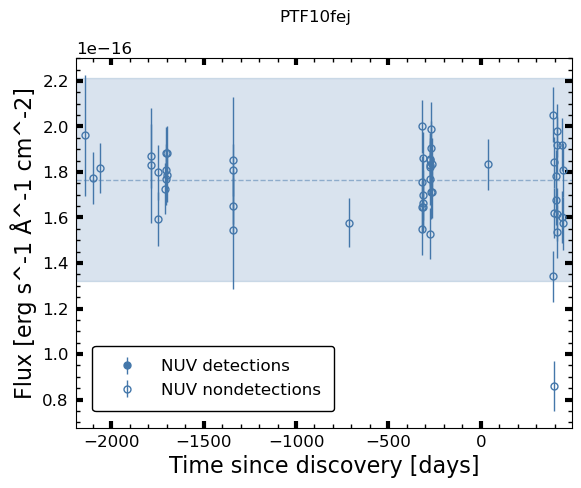 PTF10fej
1e−16
2.2
2.0
1.8
1.6
1.4
1.2
1.0
0.8
Flux [erg s^-1 Å^-1 cm^-2]
NUV detections
NUV nondetections
−2000 −1500 −1000 −500 0
Time since discovery [days]